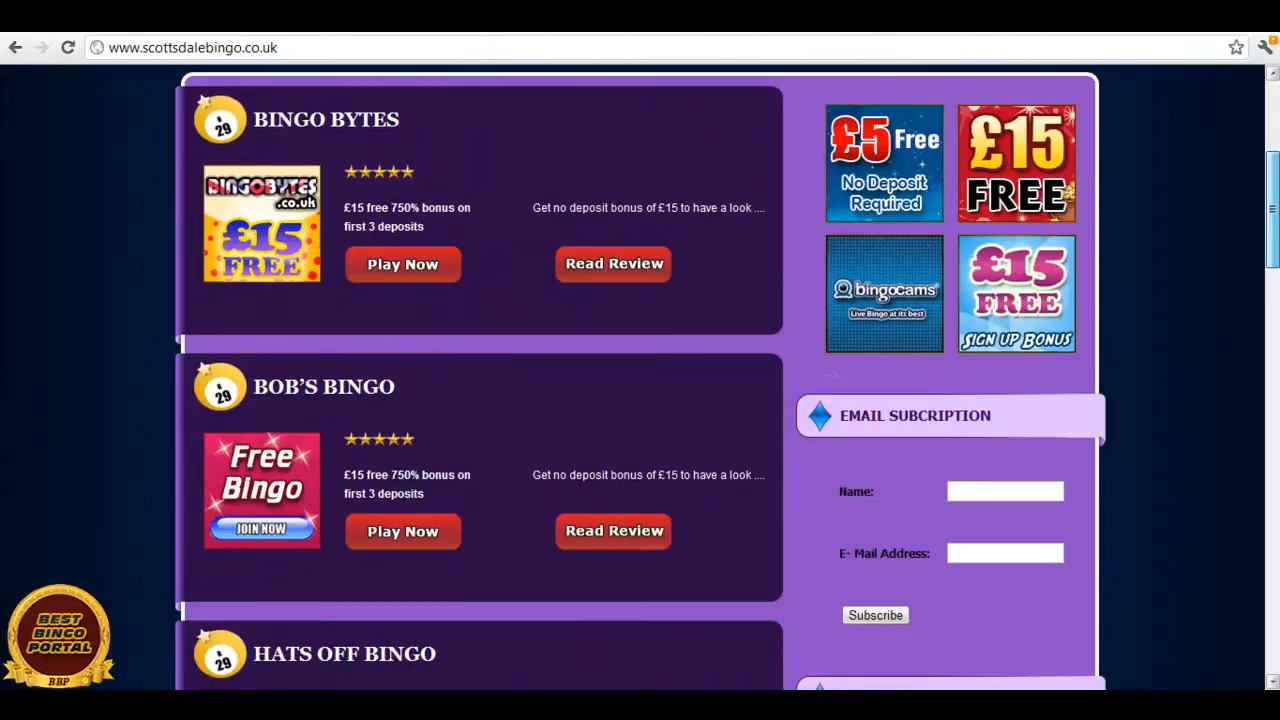 www.scottsdalebingo.co.uk
29
BINGO BYTES
BINGOBYTES
.co.uk
£15
FREE
£15 free 750% bonus on
first 3 deposits
Get no deposit bonus of £15 to have a look ....
Play Now
Read Review
29
BOB’S BINGO
Free
Bingo
JOIN NOW
£15 free 750% bonus on
first 3 deposits
Get no deposit bonus of £15 to have a look ....
Play Now
Read Review
29
HATS OFF BINGO
£5 Free
No Deposit
Required
£15
FREE
bingocams
Live Bingo at its best
£15
FREE
SIGN UP BONUS
-->
EMAIL SUBCRIPTION
Name:
E- Mail Address:
Subscribe
BEST
BINGO
PORTAL
BBP